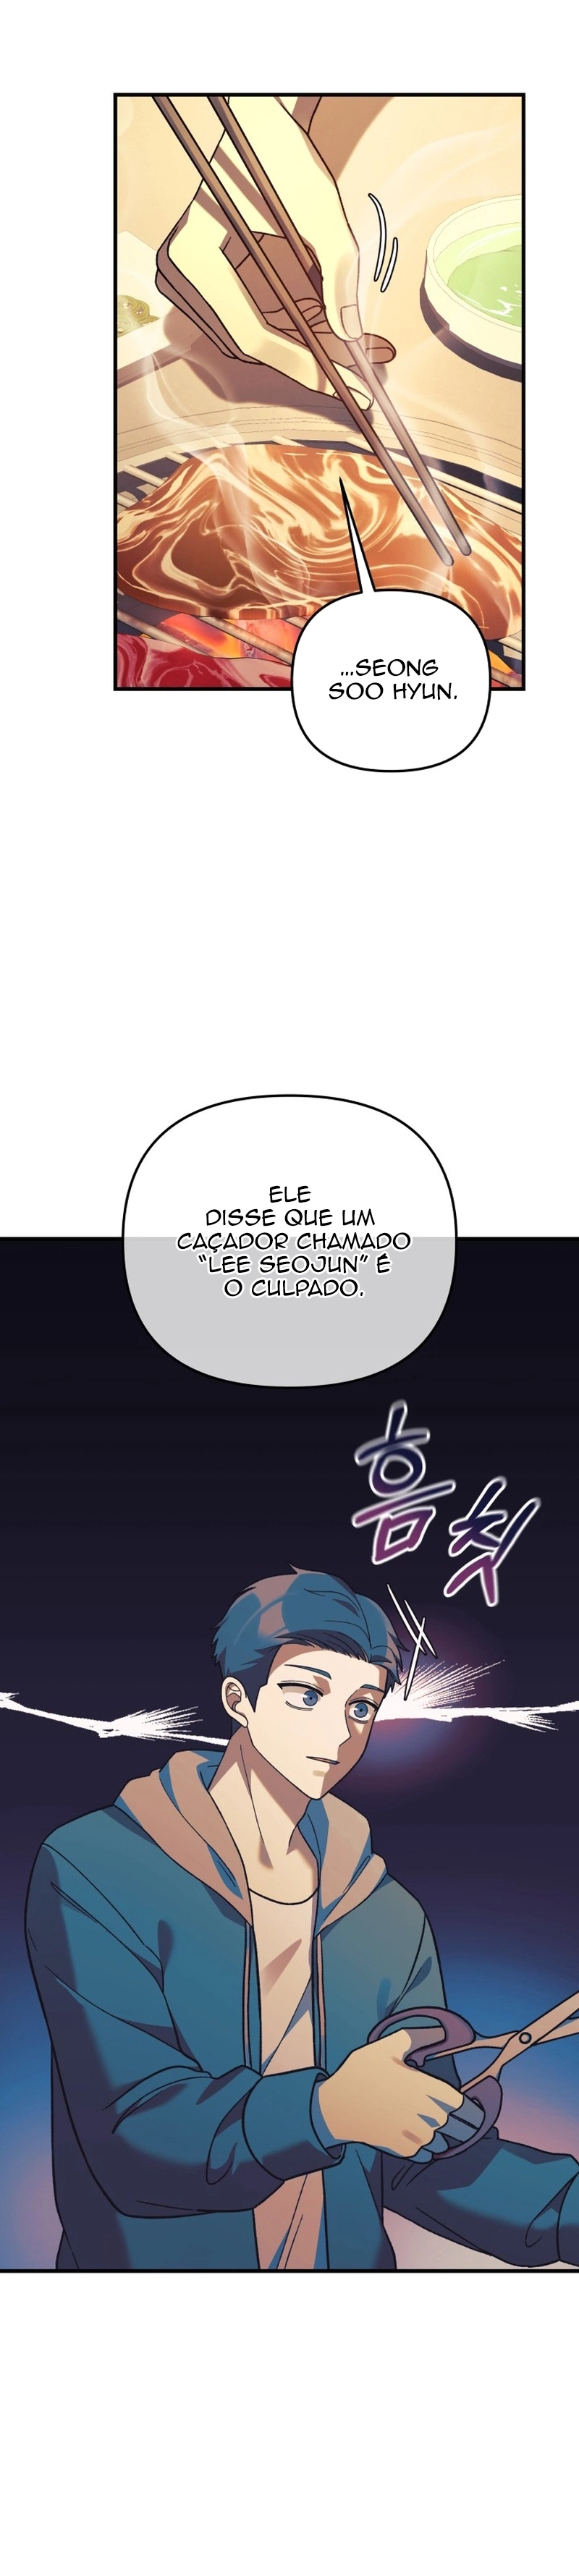 ...SEONG
SOO HYUN.
ELE
DISSE QUE UM
CAÇADOR CHAMADO
“LEE SEOJUN” É
O CULPADO.
흠칫